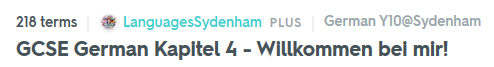 218 terms LanguagesSydenham PLUS German Y10@Sydenham
GCSE German Kapitel 4 - Willkommen bei mir!